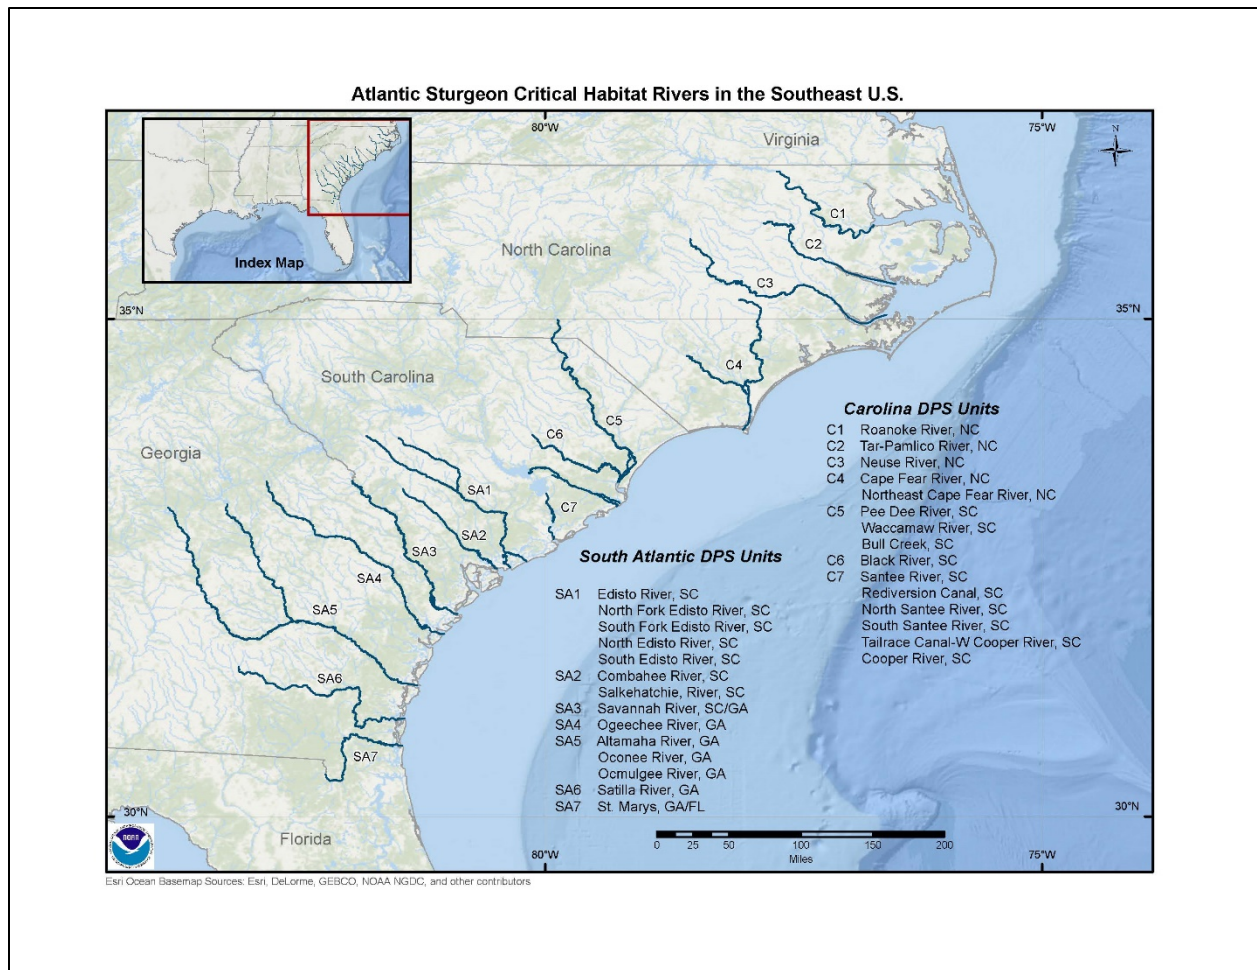 Atlantic Sturgeon Critical Habitat Rivers in the Southeast U.S.
80°W
75°W
N
Virginia
Index Map
North Carolina
C1
C2
C3
35°N
35°N
C4
South Carolina
C5
C6
C7
Georgia
SA1
SA2
SA3
SA4
SA5
SA6
SA7
Florida
Carolina DPS Units
C1 Roanoke River, NC
C2 Tar-Pamlico River, NC
C3 Neuse River, NC
C4 Cape Fear River, NC
Northeast Cape Fear River, NC
C5 Pee Dee River, SC
Waccamaw River, SC
Bull Creek, SC
C6 Black River, SC
C7 Santee River, SC
Rediversion Canal, SC
North Santee River, SC
South Santee River, SC
Tailrace Canal-W Cooper River, SC
Cooper River, SC
South Atlantic DPS Units
SA1 Edisto River, SC
North Fork Edisto River, SC
South Fork Edisto River, SC
North Edisto River, SC
South Edisto River, SC
SA2 Combahee River, SC
Salkehatchie, River, SC
SA3 Savannah River, SC/GA
SA4 Ogeechee River, GA
SA5 Altamaha River, GA
Oconee River, GA
Ocmulgee River, GA
SA6 Satilla River, GA
SA7 St. Marys, GA/FL
30°N
30°N
0 25 50 100 150 200
Miles
NOAA
80°W
75°W
Esri Ocean Basemap Sources: Esri, DeLorme, GEBCO, NOAA NGDC, and other contributors